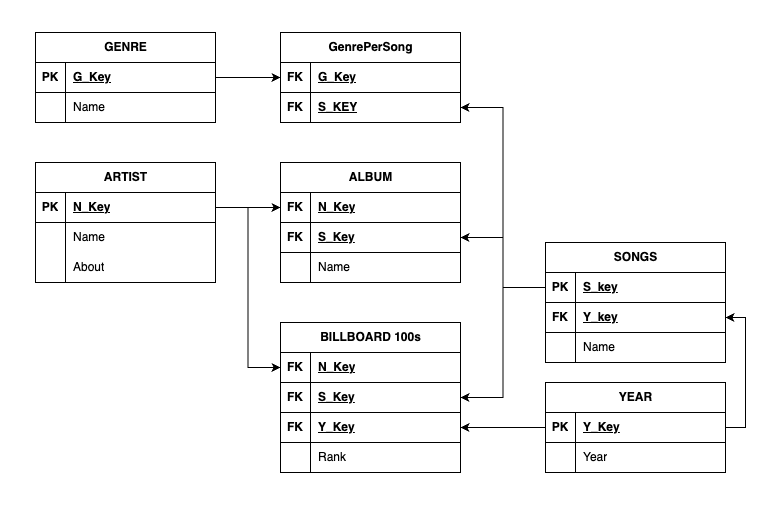 GENRE
PK G_Key
Name
GenrePerSong
FK G_Key
FK S_KEY
ARTIST
PK N_Key
Name
About
ALBUM
FK N_Key
FK S_Key
Name
SONGS
PK S_key
FK Y_key
Name
BILLBOARD 100s
FK N_Key
FK S_Key
FK Y_Key
Rank
YEAR
PK Y_Key
Year